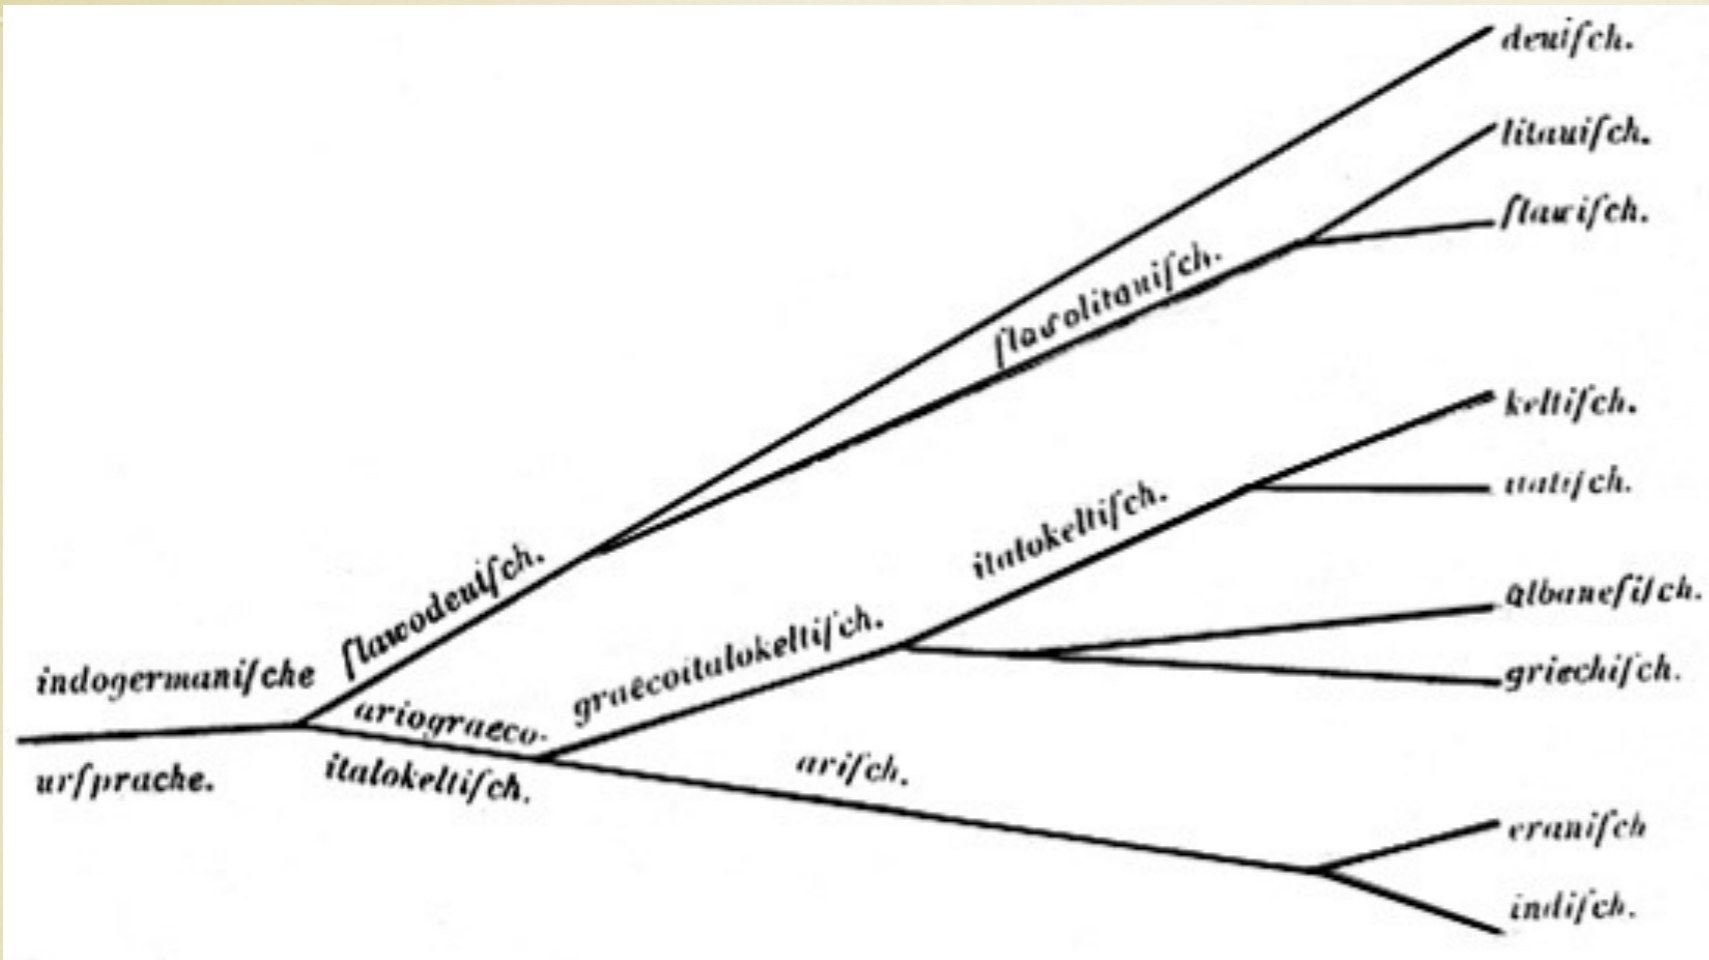 deutſch.
litauiſch.
ſlawiſch.
ſlawolitauiſch.
keltiſch.
italiſch.
italokeltiſch.
ſlawodeutſch.
albaneſiſch.
graecoitalokeltiſch.
griechiſch.
indogermaniſche
urſprache.
ariograeco-
italokeltiſch.
ariſch.
eraniſch
indiſch.